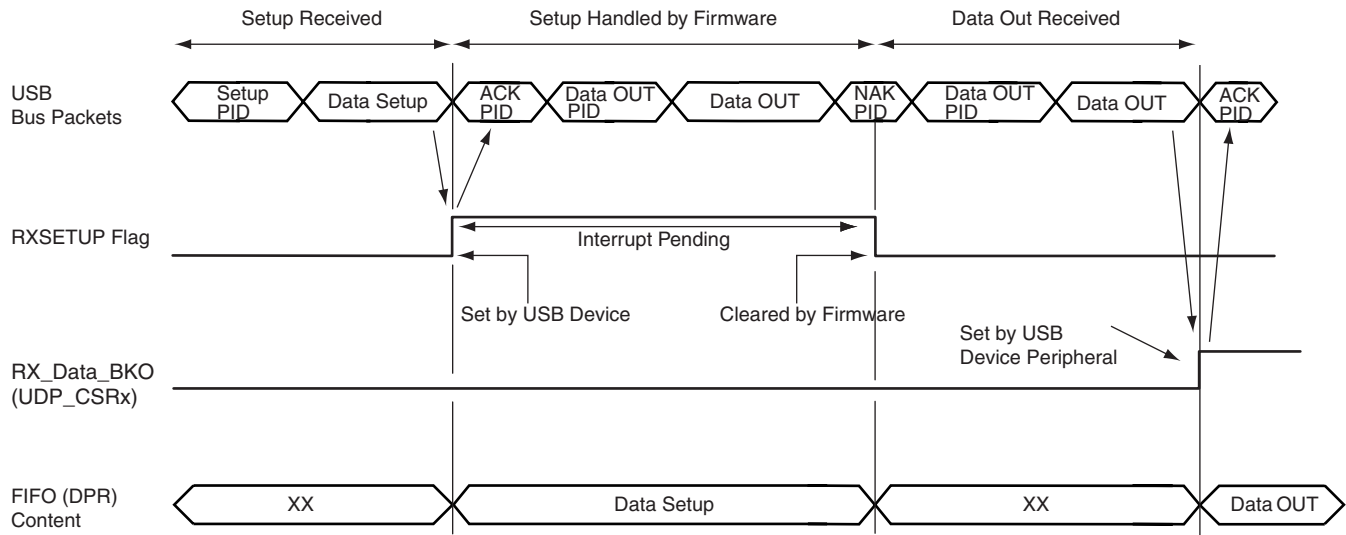 Setup Received
Setup Handled by Firmware
Data Out Received
USB
Bus Packets
Setup
PID
Data Setup
ACK
PID
Data OUT
PID
Data OUT
NAK
PID
Data OUT
PID
Data OUT
ACK
PID
RXSETUP Flag
Interrupt Pending
Set by USB Device
Cleared by Firmware
Set by USB
Device Peripheral
RX_Data_BKO
(UDP_CSRx)
FIFO (DPR)
Content
XX
Data Setup
XX
Data OUT